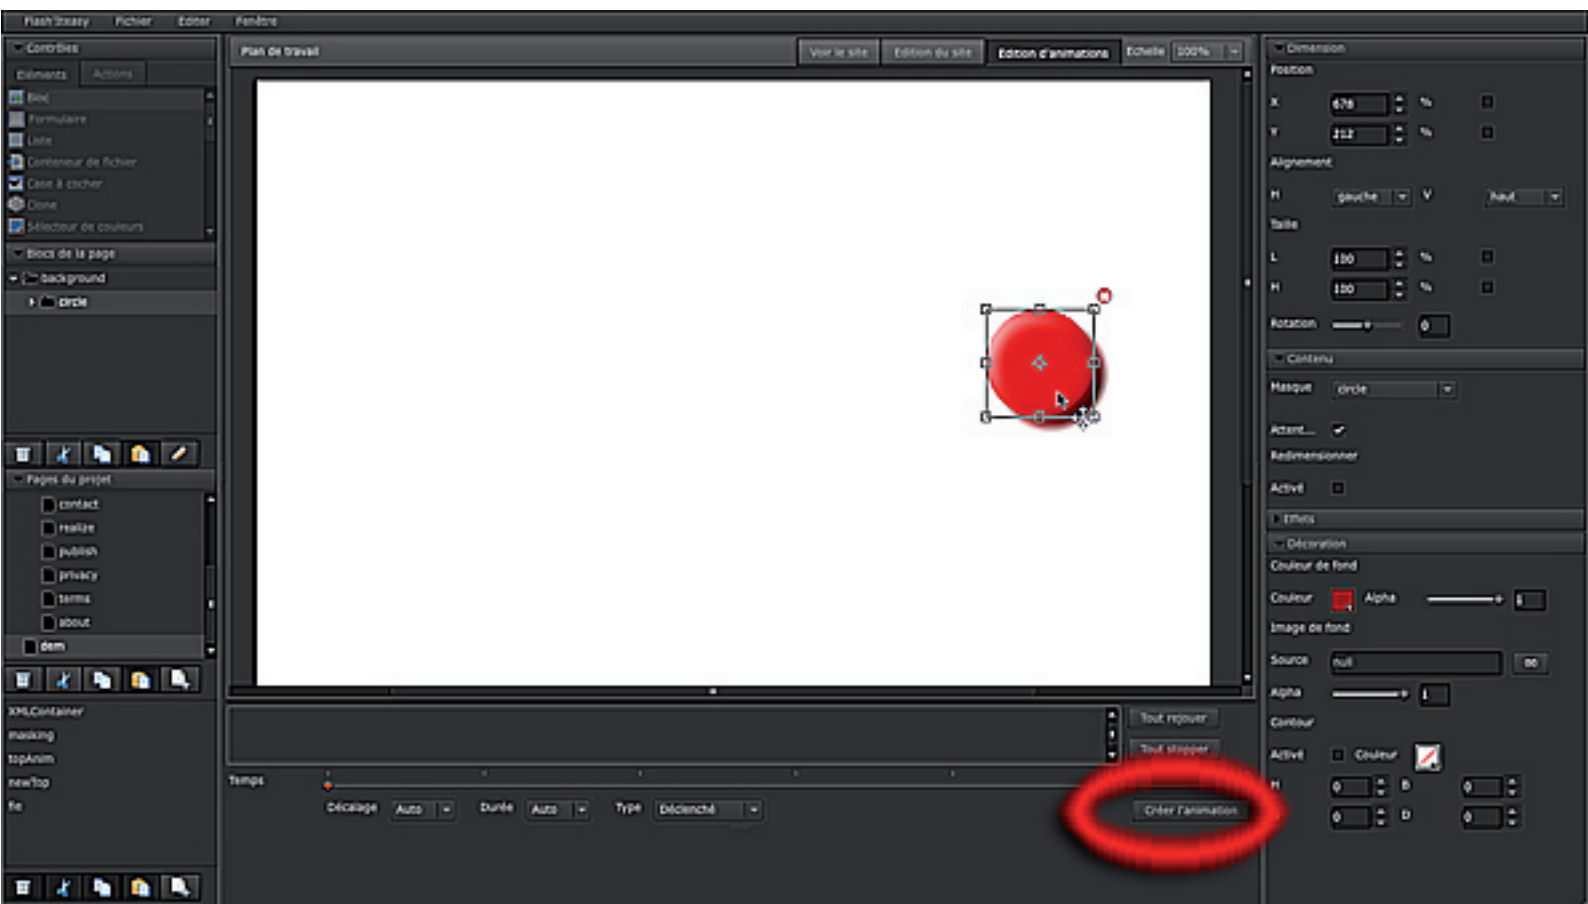 Flash'Iteasy Fichier Editer Fenêtre
Contrôles
Eléments Actions
Bloc
Formulaire
Liste
Conteneur de fichier
Case à cocher
Clone
Sélecteur de couleurs
Blocs de la page
background
circle
Pages du projet
contact
realize
publish
privacy
terms
about
dem
XMLContainer
masking
topAnim
newTop
fle
Plan de travail Voir le site Edition du site Edition d'animations Echelle 100%
Tout rejouer
Tout stopper
Temps
Décalage Auto Durée Auto Type Déclenché Créer l'animation
Dimension
Position
X 676 %
Y 212 %
Alignement
H gauche V haut
Taille
L 100 %
H 100 %
Rotation 0
Contenu
Masque circle
Attent...
Redimensionner
Activé
Effets
Décoration
Couleur de fond
Couleur Alpha 1
Image de fond
Source null
Alpha 1
Contour
Activé Couleur
H 0 B 0
0 D 0